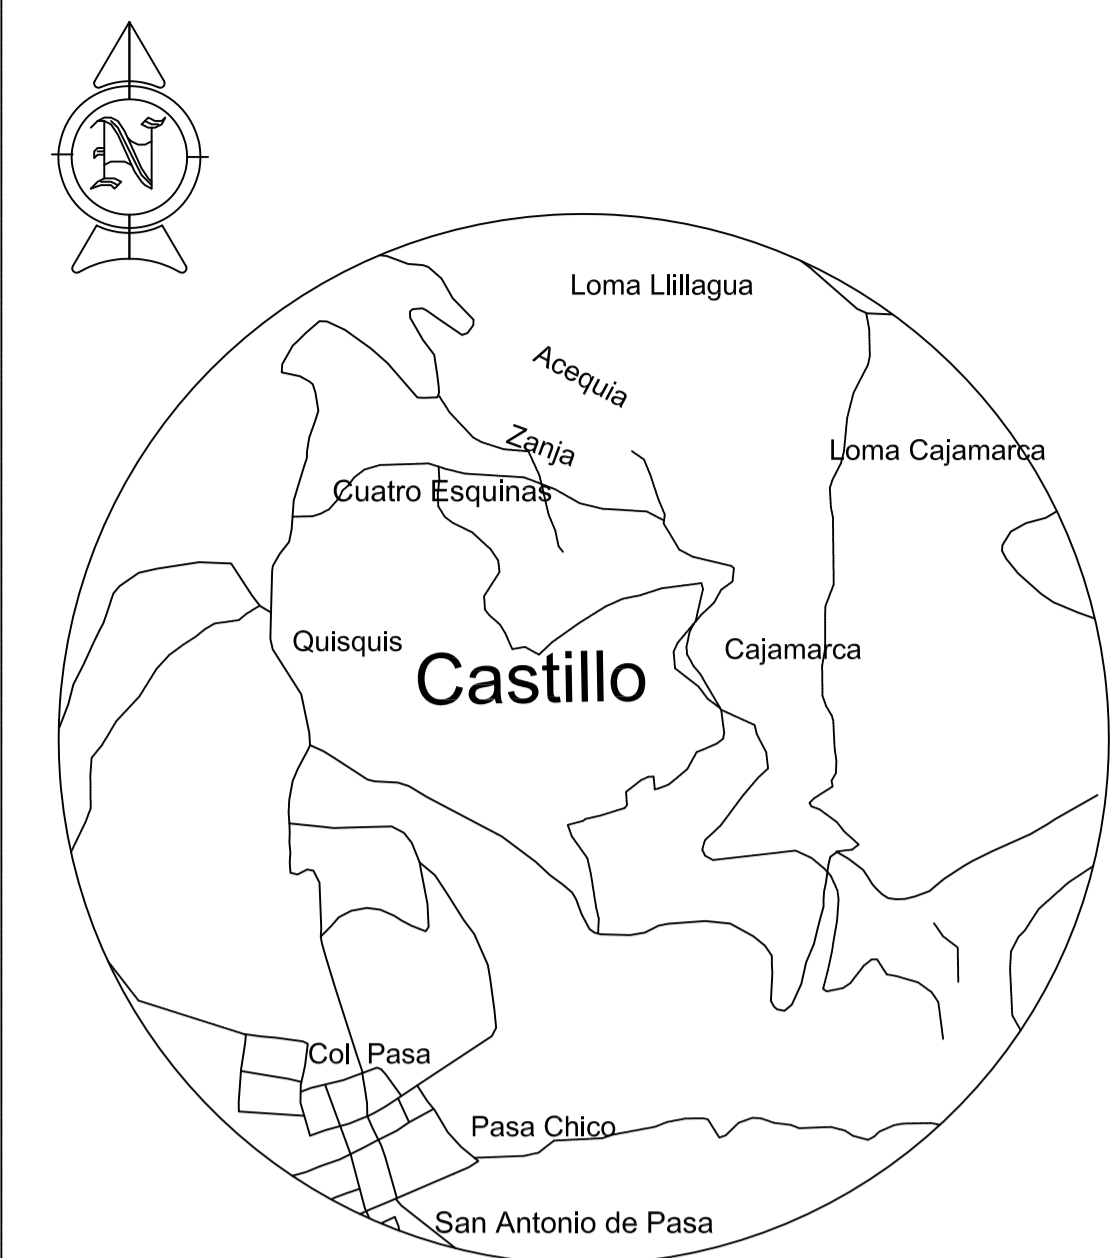 N
Loma Llillagua
Acequia
Zanja
Loma Cajamarca
Cuatro Esquinas
Quisquis
Castillo
Cajamarca
Col Pasa
Pasa Chico
San Antonio de Pasa